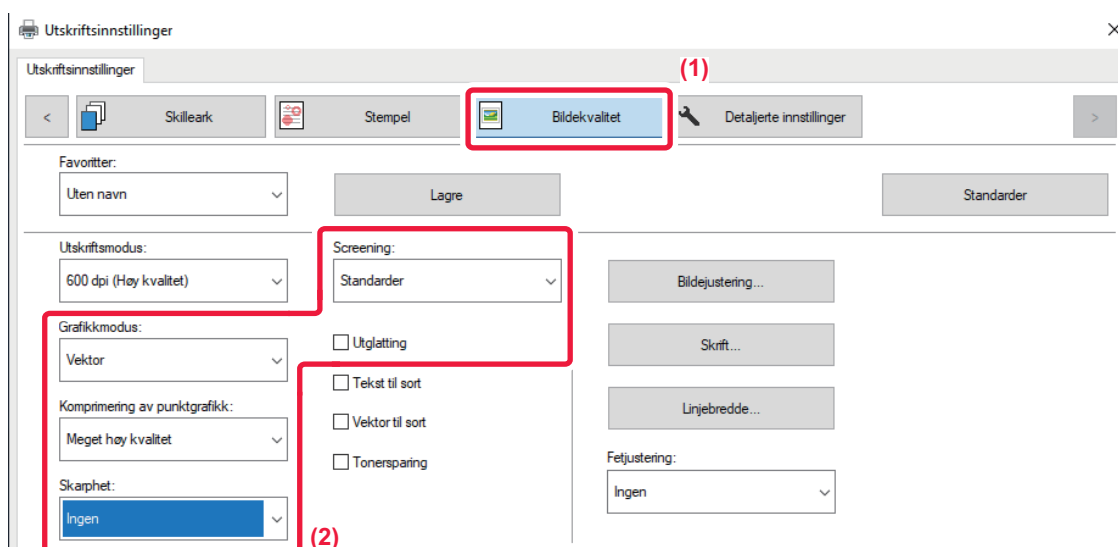 Utskriftsinnstillinger
Utskriftsinnstillinger
(1)
< Skilleark Stempel Bildekvalitet Detaljerte innstillinger >
Favoritter:
Uten navn Lagre Standarder
Utskriftsmodus: Screening:
600 dpi (Høy kvalitet) Standarder Bildejustering...
Grafikkmodus:
Vektor Utglatting Skrift...
Tekst til sort
Komprimering av punktgrafikk:
Meget høy kvalitet Vektor til sort Linjebredde...
Tonersparing Fetjustering:
Skarphet:
Ingen Ingen
(2)